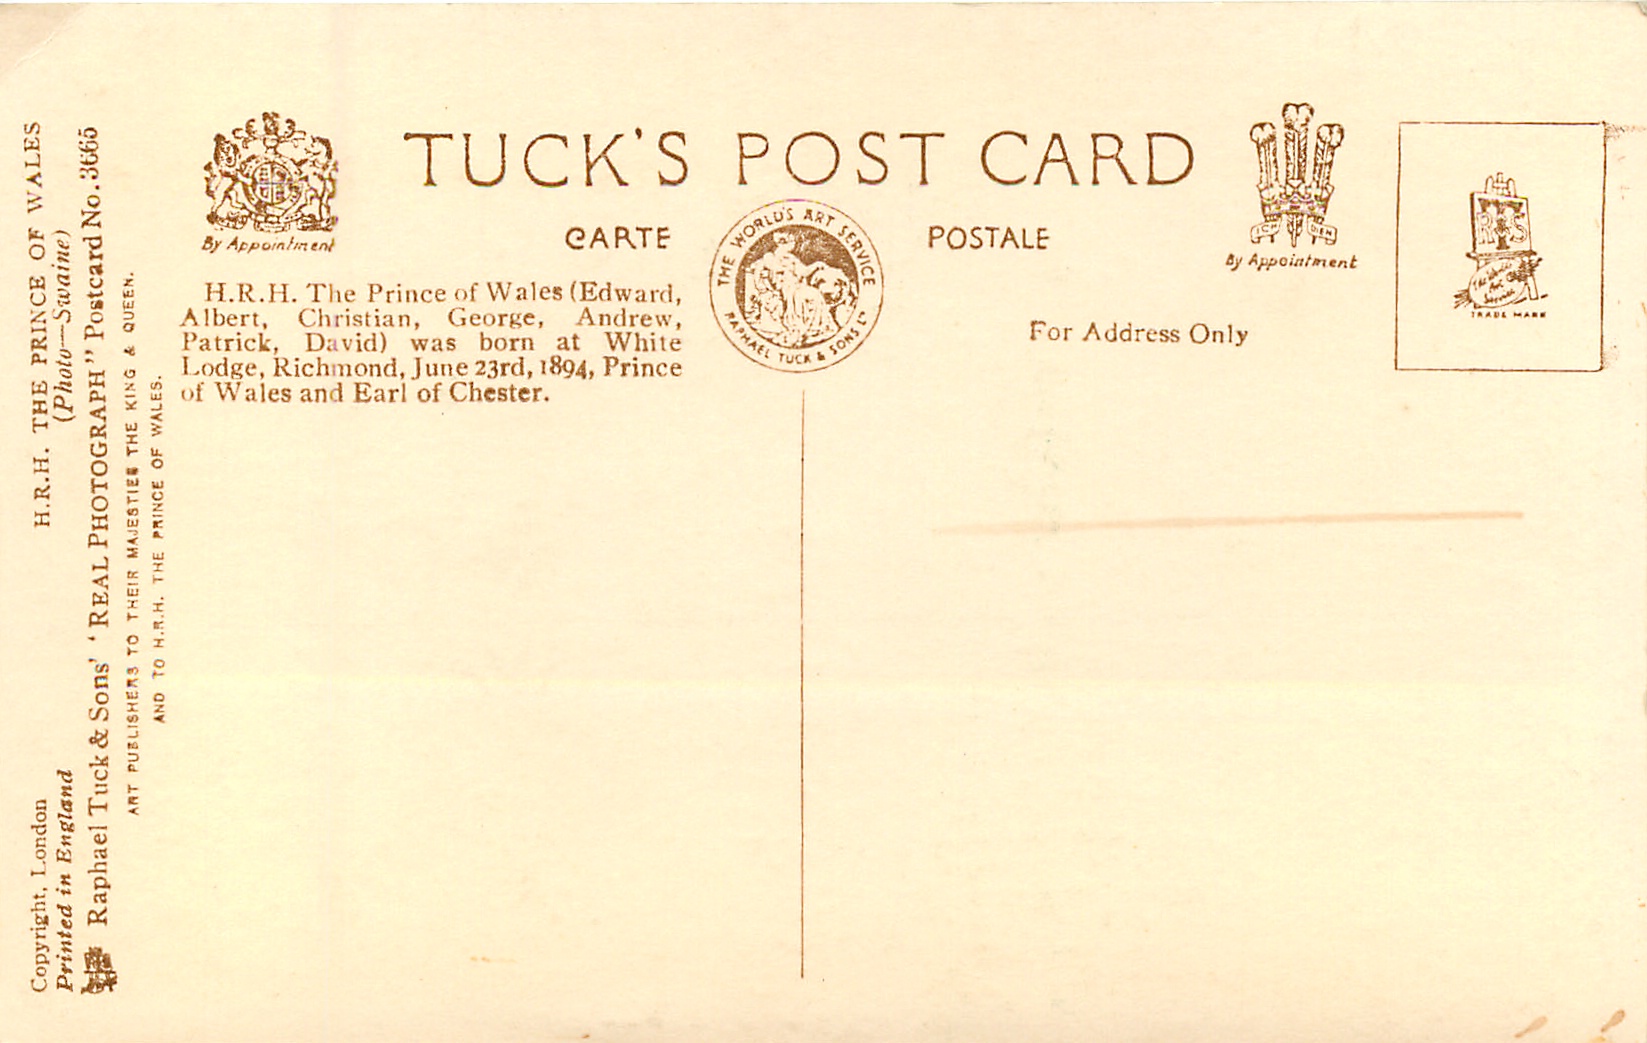 TUCK'S POST CARD
CARTE POSTALE
By Appointment
By Appointment
THE WORLD'S ART SERVICE
RAPHAEL TUCK & SONS LD
ICH DIEN
RTS
TRADE MARK
H.R.H. The Prince of Wales (Edward,
Albert, Christian, George, Andrew,
Patrick, David) was born at White
Lodge, Richmond, June 23rd, 1894, Prince
of Wales and Earl of Chester.
For Address Only
H.R.H. THE PRINCE OF WALES
(Photo—Swaine)
Copyright, London
Printed in England
Raphael Tuck & Sons' ‘REAL PHOTOGRAPH” Postcard No. 3665
ART PUBLISHERS TO THEIR MAJESTIES THE KING & QUEEN.
AND TO H.R.H. THE PRINCE OF WALES.